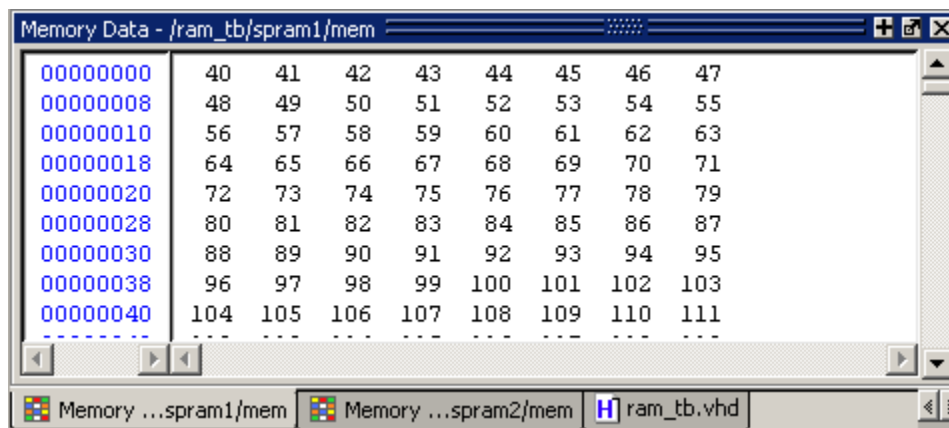 Memory Data - /ram_tb/spram1/mem
00000000 40 41 42 43 44 45 46 47
00000008 48 49 50 51 52 53 54 55
00000010 56 57 58 59 60 61 62 63
00000018 64 65 66 67 68 69 70 71
00000020 72 73 74 75 76 77 78 79
00000028 80 81 82 83 84 85 86 87
00000030 88 89 90 91 92 93 94 95
00000038 96 97 98 99 100 101 102 103
00000040 104 105 106 107 108 109 110 111
Memory ...spram1/mem Memory ...spram2/mem H ram_tb.vhd